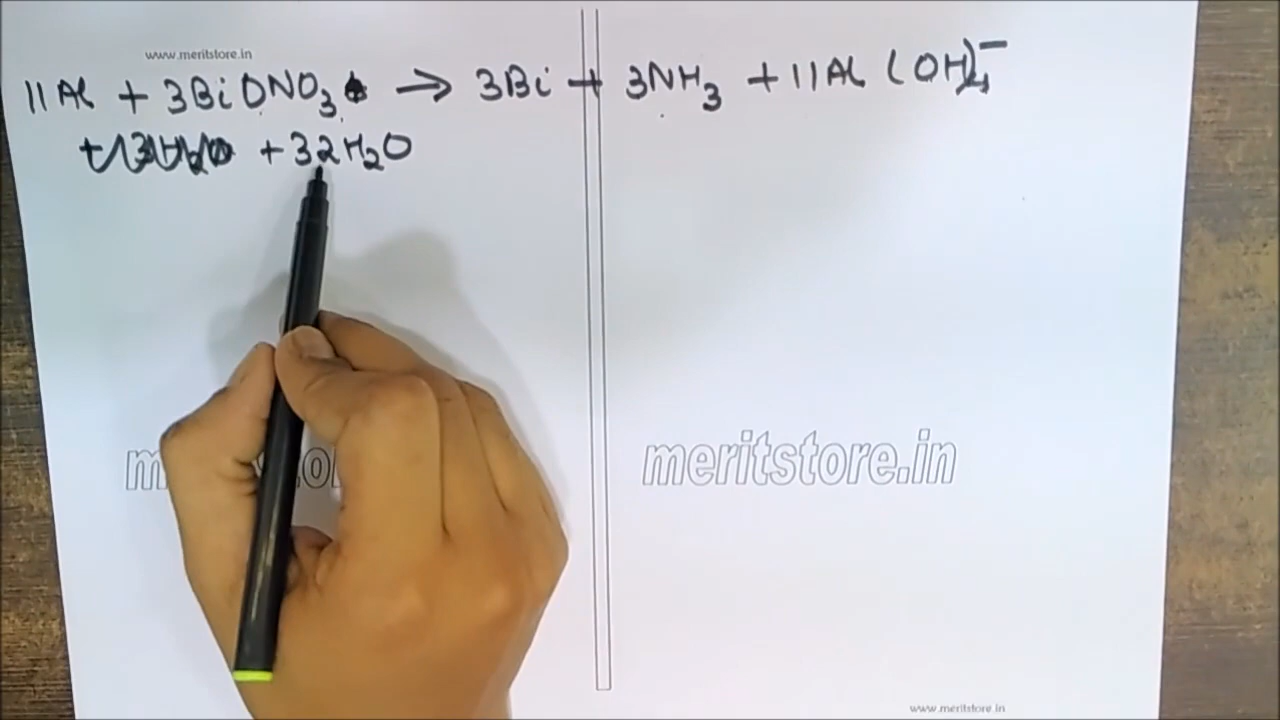 www.meritstore.in
11Al + 3BiONO3 → 3Bi + 3NH3 + 11Al(OH)4⁻
+32H2O
meritstore.in
www.meritstore.in